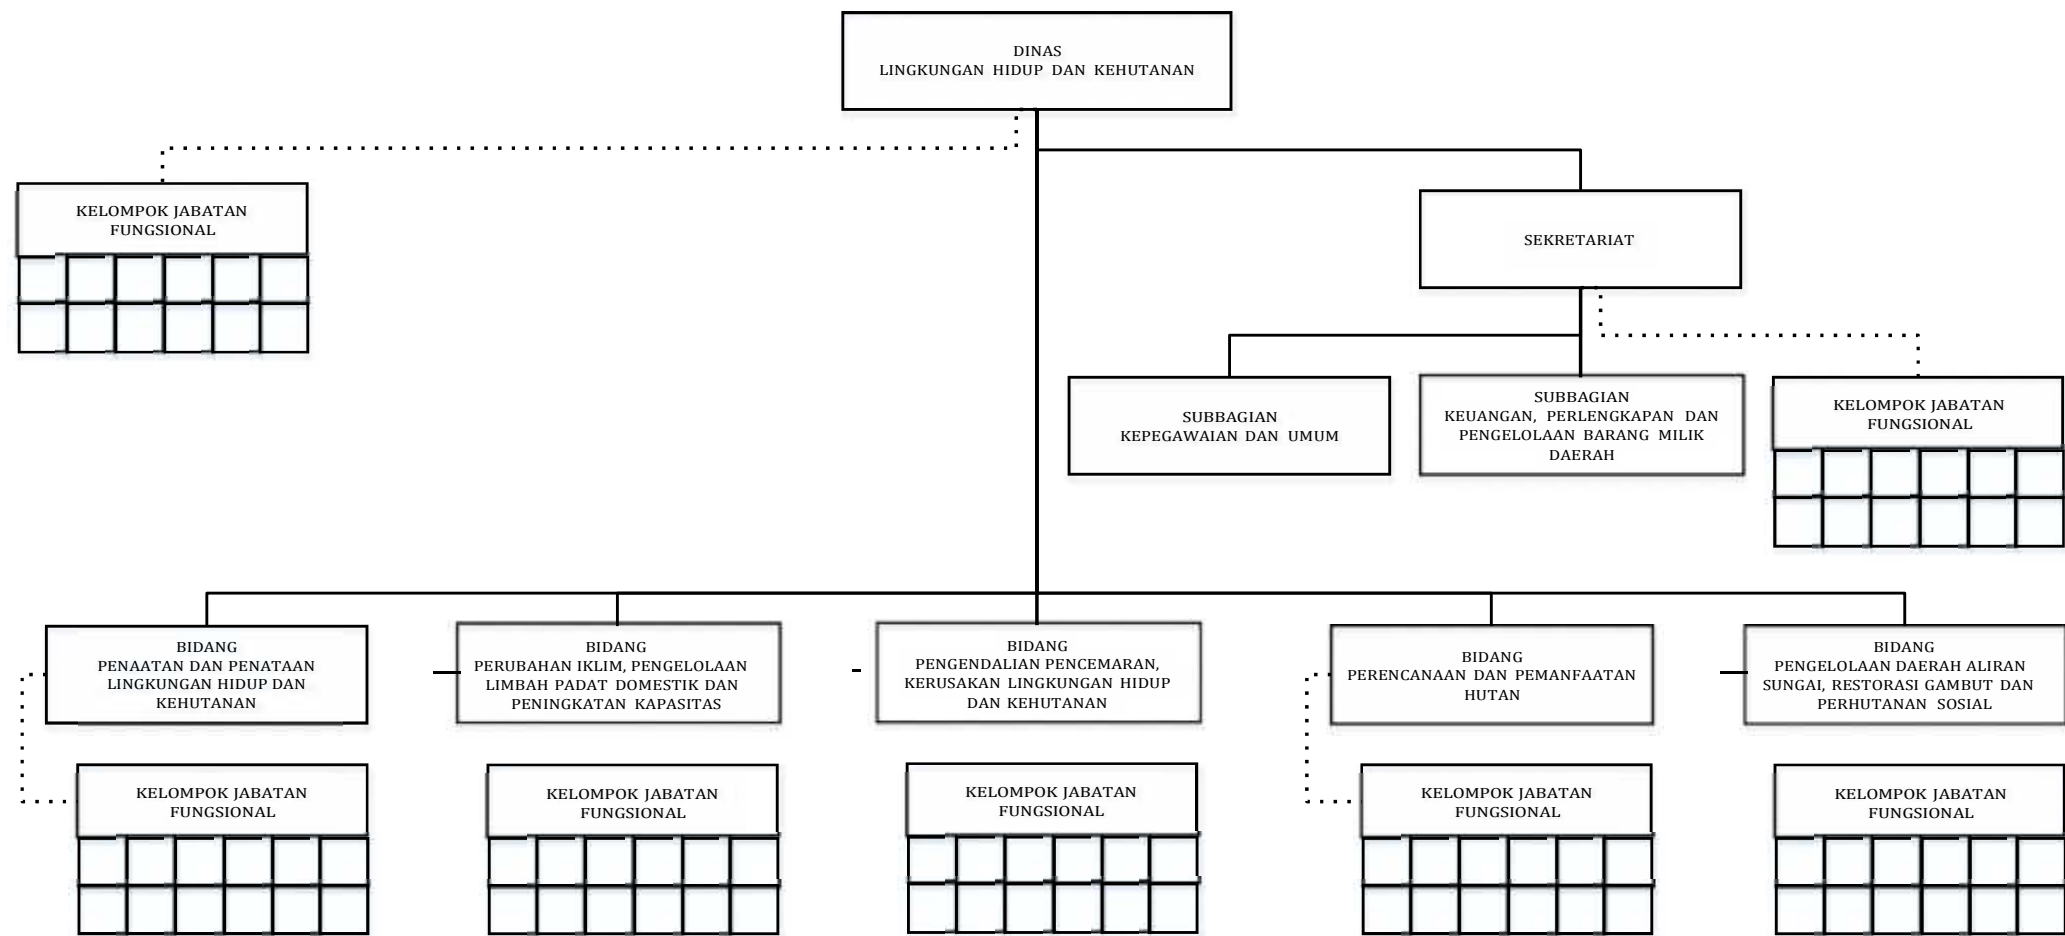 DINAS
LINGKUNGAN HIDUP DAN KEHUTANAN
KELOMPOK JABATAN
FUNGSIONAL
SEKRETARIAT
SUBBAGIAN
KEPEGAWAIAN DAN UMUM
SUBBAGIAN
KEUANGAN, PERLENGKAPAN DAN
PENGELOLAAN BARANG MILIK
DAERAH
KELOMPOK JABATAN
FUNGSIONAL
BIDANG
PENAATAN DAN PENATAAN
LINGKUNGAN HIDUP DAN
KEHUTANAN
BIDANG
PERUBAHAN IKLIM, PENGELOLAAN
LIMBAH PADAT DOMESTIK DAN
PENINGKATAN KAPASITAS
BIDANG
PENGENDALIAN PENCEMARAN,
KERUSAKAN LINGKUNGAN HIDUP
DAN KEHUTANAN
BIDANG
PERENCANAAN DAN PEMANFAATAN
HUTAN
BIDANG
PENGELOLAAN DAERAH ALIRAN
SUNGAI, RESTORASI GAMBUT DAN
PERHUTANAN SOSIAL
KELOMPOK JABATAN
FUNGSIONAL
KELOMPOK JABATAN
FUNGSIONAL
KELOMPOK JABATAN
FUNGSIONAL
KELOMPOK JABATAN
FUNGSIONAL
KELOMPOK JABATAN
FUNGSIONAL